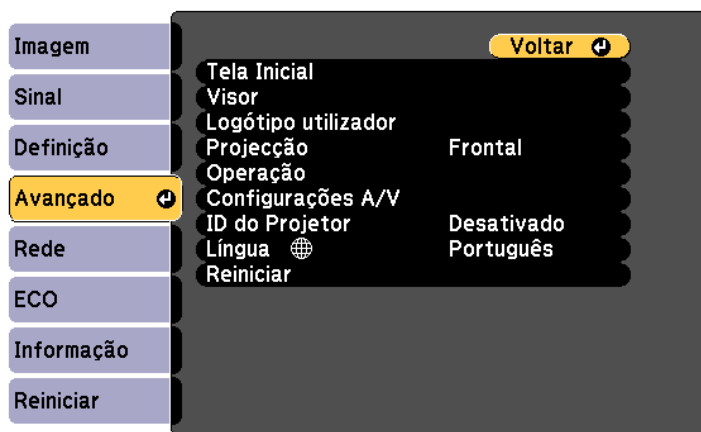 Imagem
Sinal
Definição
Avançado
Rede
ECO
Informação
Reiniciar
Voltar
Tela Inicial
Visor
Logótipo utilizador
Projecção Frontal
Operação
Configurações A/V
ID do Projetor Desativado
Língua Português
Reiniciar